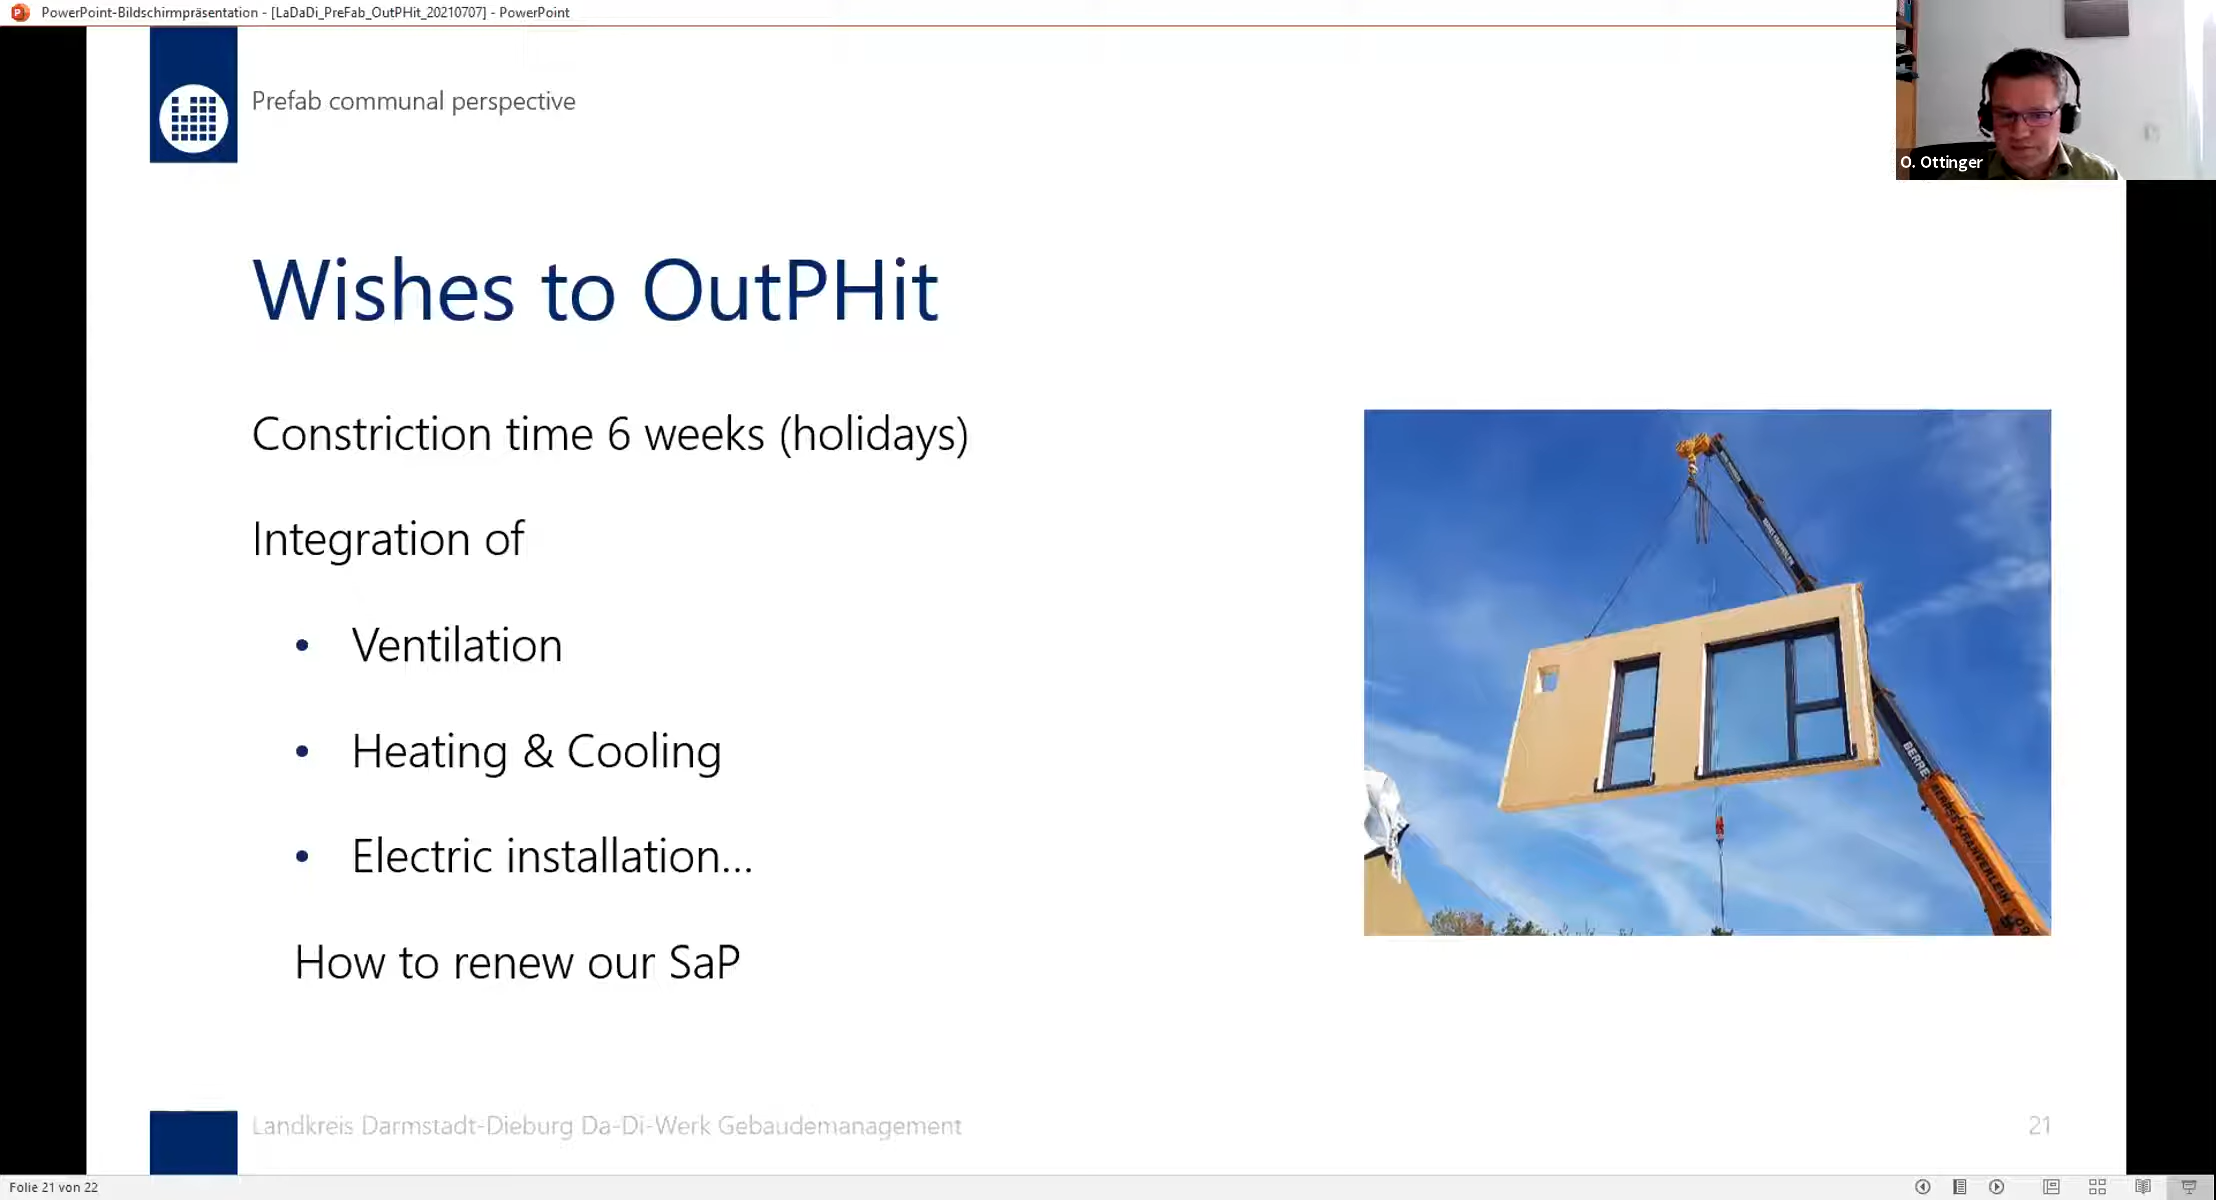 PowerPoint-Bildschirmpräsentation - [LaDaDi_PreFab_OutPHit_20210707] - PowerPoint
Prefab communal perspective
O. Ottinger
Wishes to OutPHit
Constriction time 6 weeks (holidays)
Integration of
• Ventilation
• Heating & Cooling
• Electric installation...
How to renew our SaP
Landkreis Darmstadt-Dieburg Da-Di-Werk Gebäudemanagement
21
Folie 21 von 22